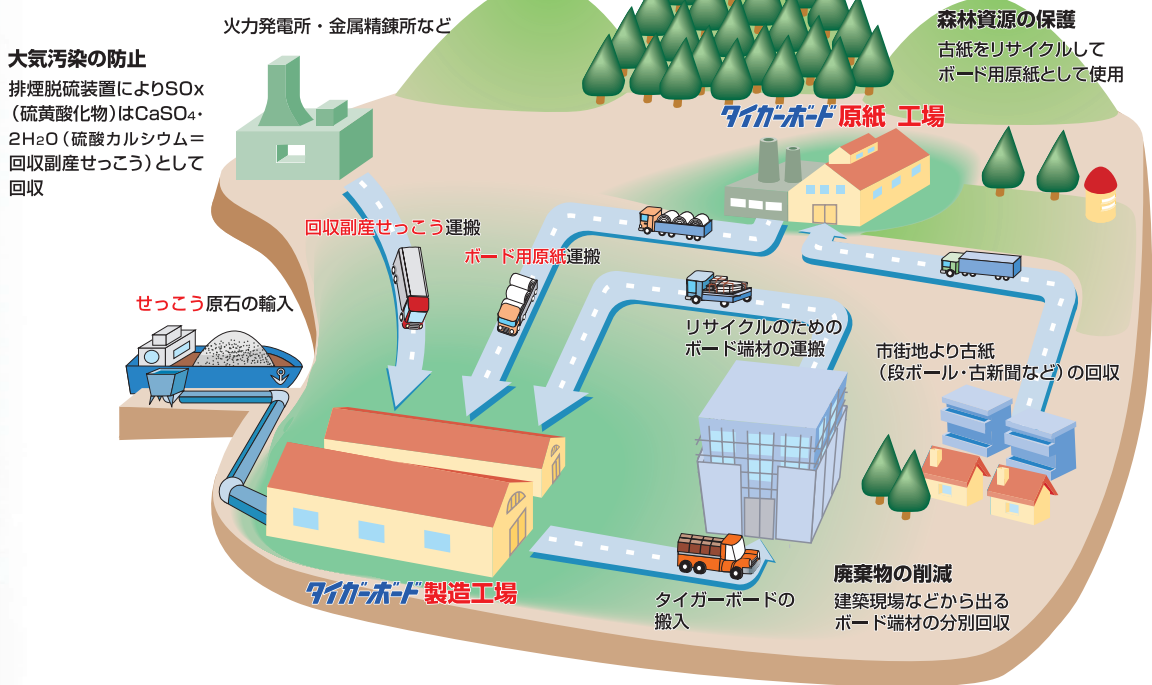 火力発電所・金属精錬所など
大気汚染の防止
排煙脱硫装置によりSOx
（硫黄酸化物）はCaSO4・
2H2O（硫酸カルシウム＝
回収副産せっこう）として
回収
森林資源の保護
古紙をリサイクルして
ボード用原紙として使用
タイガーボード 原紙 工場
回収副産せっこう運搬
ボード用原紙運搬
せっこう原石の輸入
リサイクルのための
ボード端材の運搬
市街地より古紙
（段ボール・古新聞など）の回収
タイガーボード 製造工場
タイガーボードの
搬入
廃棄物の削減
建築現場などから出る
ボード端材の分別回収